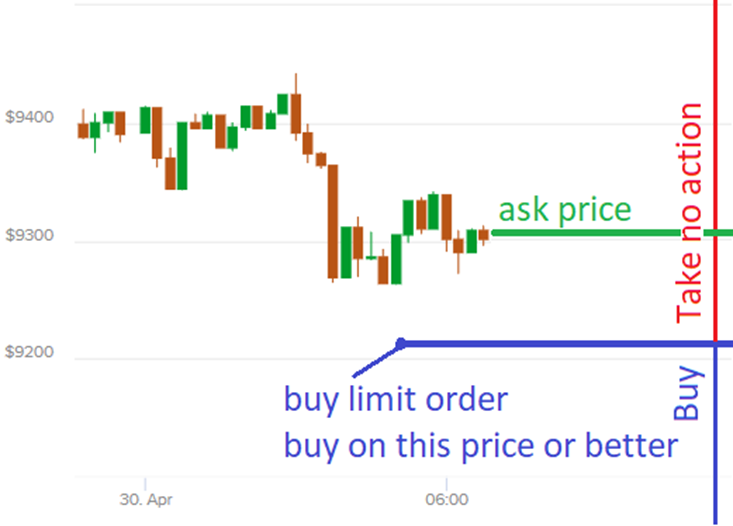 $9400
ask price
$9300
Take no action
$9200
Buy
buy limit order
buy on this price or better
30. Apr
06:00